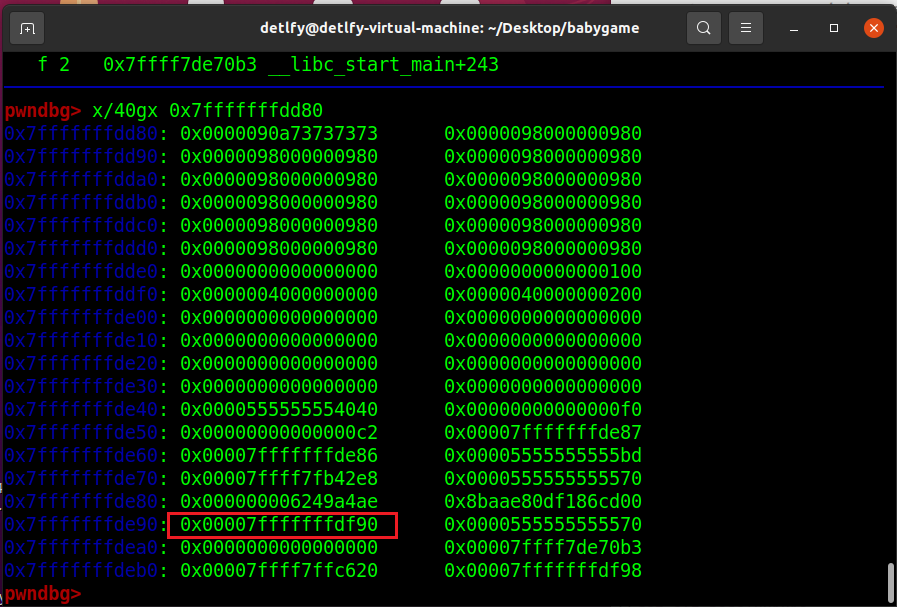 detlfy@detlfy-virtual-machine: ~/Desktop/babygame
f 2 0x7ffff7de70b3 __libc_start_main+243
pwndbg> x/40gx 0x7fffffffdd80
0x7fffffffdd80: 0x0000090a73737373 0x0000098000000980
0x7fffffffdd90: 0x0000098000000980 0x0000098000000980
0x7fffffffdda0: 0x0000098000000980 0x0000098000000980
0x7fffffffddb0: 0x0000098000000980 0x0000098000000980
0x7fffffffddc0: 0x0000098000000980 0x0000098000000980
0x7fffffffddd0: 0x0000098000000980 0x0000098000000980
0x7fffffffdde0: 0x0000000000000000 0x0000000000000100
0x7fffffffddf0: 0x0000004000000000 0x0000040000000200
0x7fffffffde00: 0x0000000000000000 0x0000000000000000
0x7fffffffde10: 0x0000000000000000 0x0000000000000000
0x7fffffffde20: 0x0000000000000000 0x0000000000000000
0x7fffffffde30: 0x0000000000000000 0x0000000000000000
0x7fffffffde40: 0x0000555555554040 0x00000000000000f0
0x7fffffffde50: 0x00000000000000c2 0x00007fffffffde87
0x7fffffffde60: 0x00007fffffffde86 0x00005555555555bd
0x7fffffffde70: 0x00007ffff7fb42e8 0x0000555555555570
0x7fffffffde80: 0x000000006249a4ae 0x8baae80df186cd00
0x7fffffffde90: 0x00007fffffffdf90 0x0000555555555570
0x7fffffffdea0: 0x0000000000000000 0x00007ffff7de70b3
0x7fffffffdeb0: 0x00007ffff7ffc620 0x00007fffffffdf98
pwndbg>